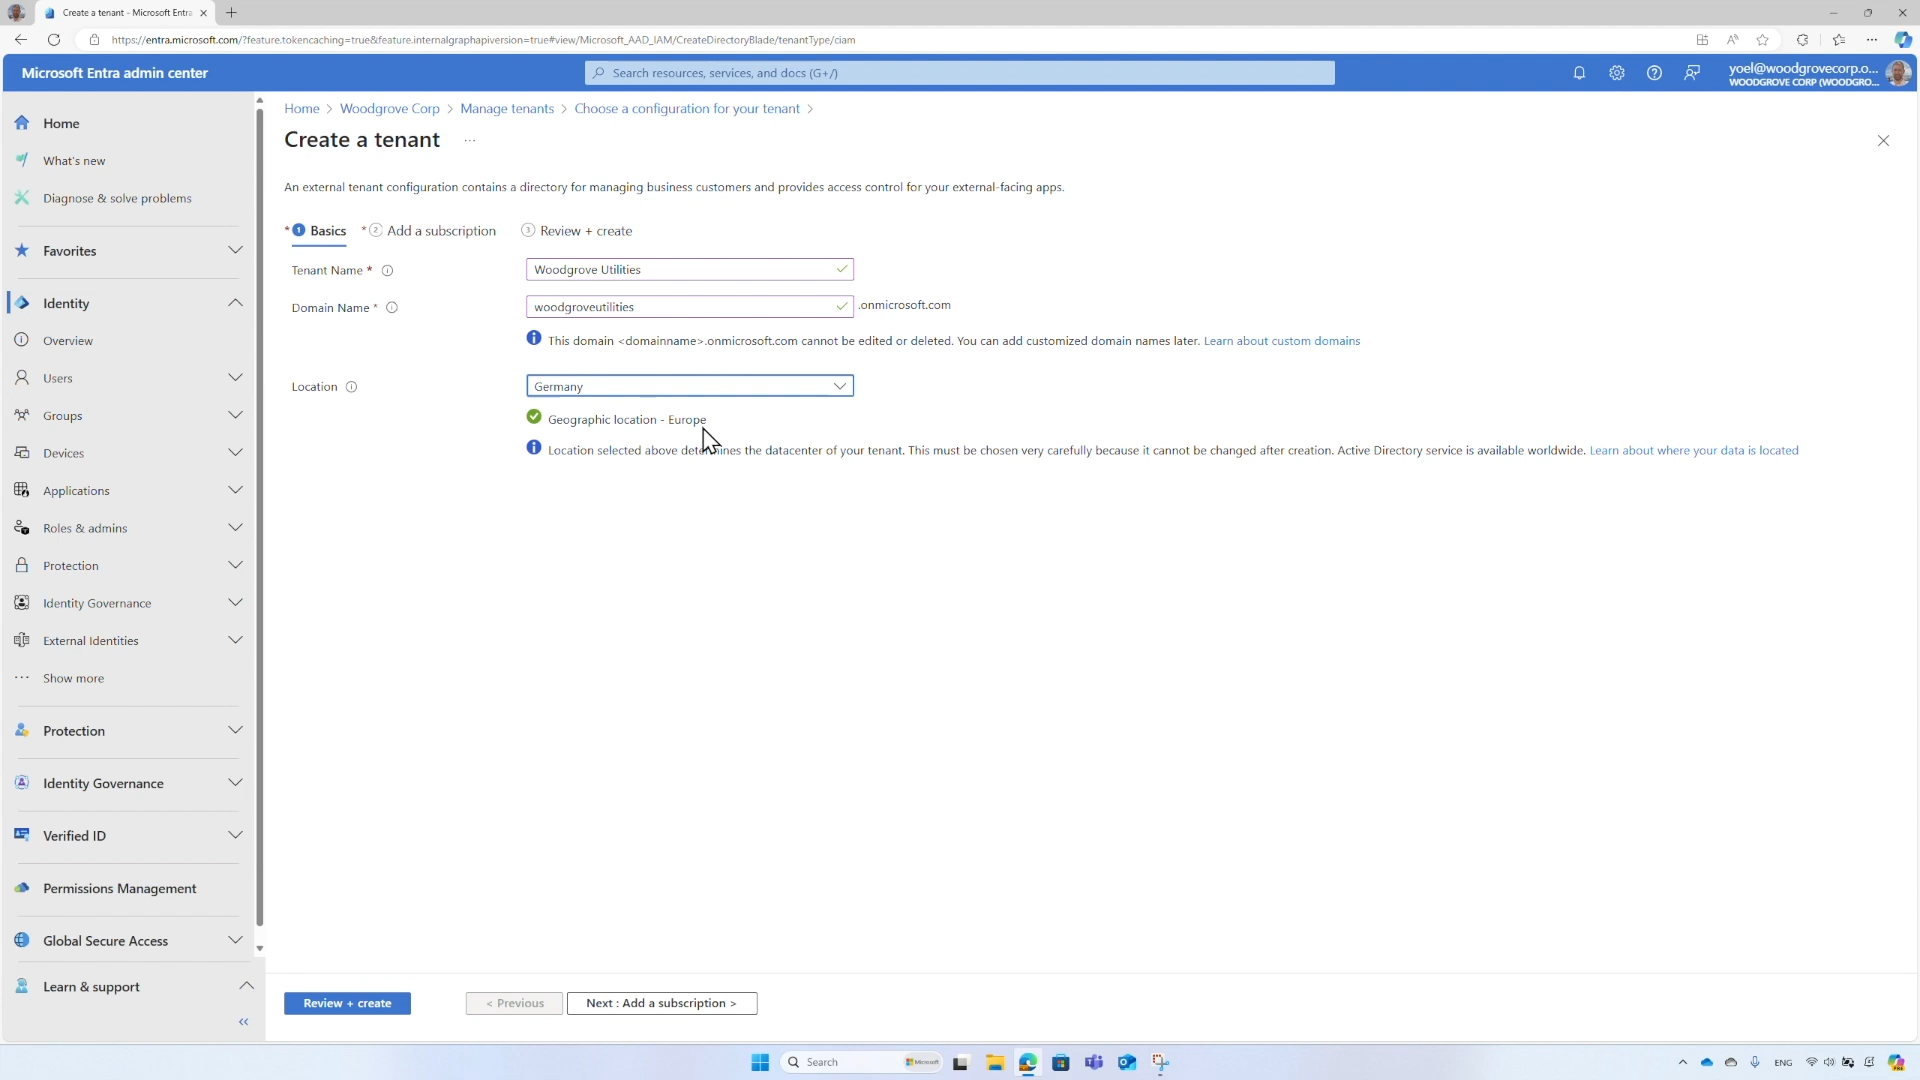 Create a tenant - Microsoft Entra
https://entra.microsoft.com/?feature.tokencaching=true&feature.internalgraphapiversion=true#view/Microsoft_AAD_IAM/CreateDirectoryBlade/tenantType/ciam
Microsoft Entra admin center
Search resources, services, and docs (G+/)
yoel@woodgrovecorp.o...
WOODGROVE CORP (WOODGRO...
Home
What's new
Diagnose & solve problems
Favorites
Identity
Overview
Users
Groups
Devices
Applications
Roles & admins
Protection
Identity Governance
External Identities
Show more
Protection
Identity Governance
Verified ID
Permissions Management
Global Secure Access
Learn & support
Home > Woodgrove Corp > Manage tenants > Choose a configuration for your tenant >
Create a tenant ...
An external tenant configuration contains a directory for managing business customers and provides access control for your external-facing apps.
* 1 Basics * 2 Add a subscription 3 Review + create
Tenant Name * Woodgrove Utilities
Domain Name * woodgroveutilities .onmicrosoft.com
This domain <domainname>.onmicrosoft.com cannot be edited or deleted. You can add customized domain names later. Learn about custom domains
Location Germany
Geographic location - Europe
Location selected above determines the datacenter of your tenant. This must be chosen very carefully because it cannot be changed after creation. Active Directory service is available worldwide. Learn about where your data is located
Review + create < Previous Next : Add a subscription >
Search Microsoft ENG